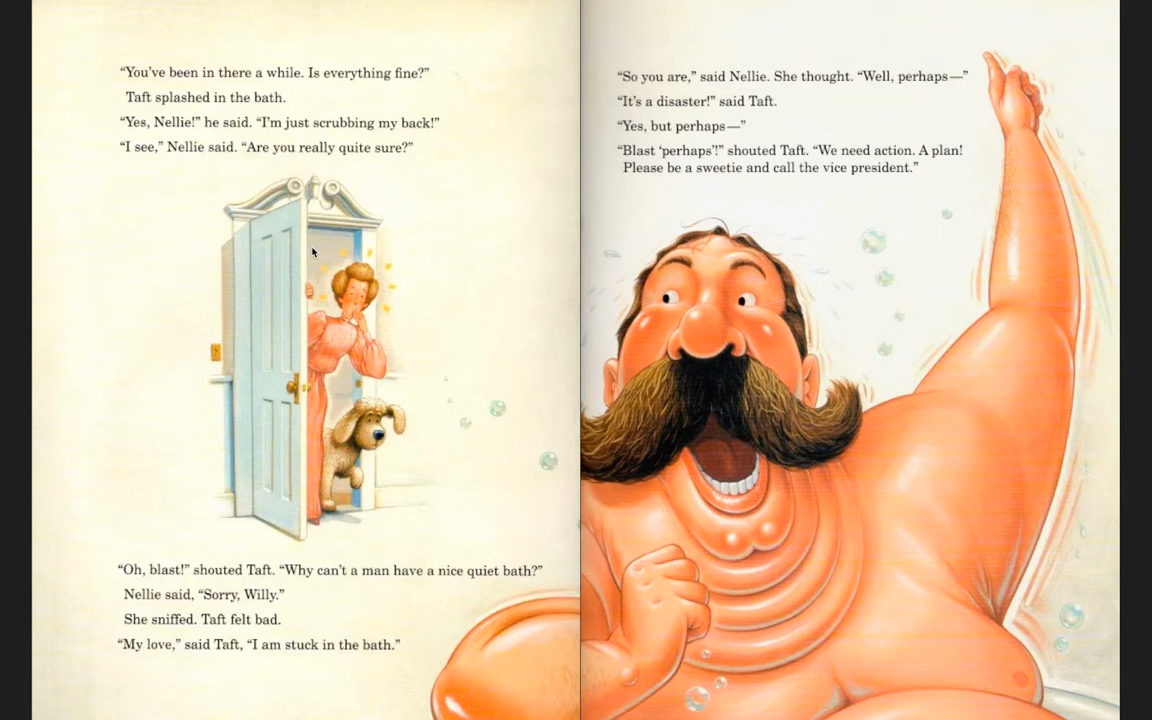 “You’ve been in there a while. Is everything fine?”
Taft splashed in the bath.
“Yes, Nellie!” he said. “I’m just scrubbing my back!”
“I see,” Nellie said. “Are you really quite sure?”
“Oh, blast!” shouted Taft. “Why can’t a man have a nice quiet bath?”
Nellie said, “Sorry, Willy.”
She sniffed. Taft felt bad.
“My love,” said Taft, “I am stuck in the bath.”
“So you are,” said Nellie. She thought. “Well, perhaps—”
“It’s a disaster!” said Taft.
“Yes, but perhaps—”
“Blast ‘perhaps’!” shouted Taft. “We need action. A plan!
Please be a sweetie and call the vice president.”